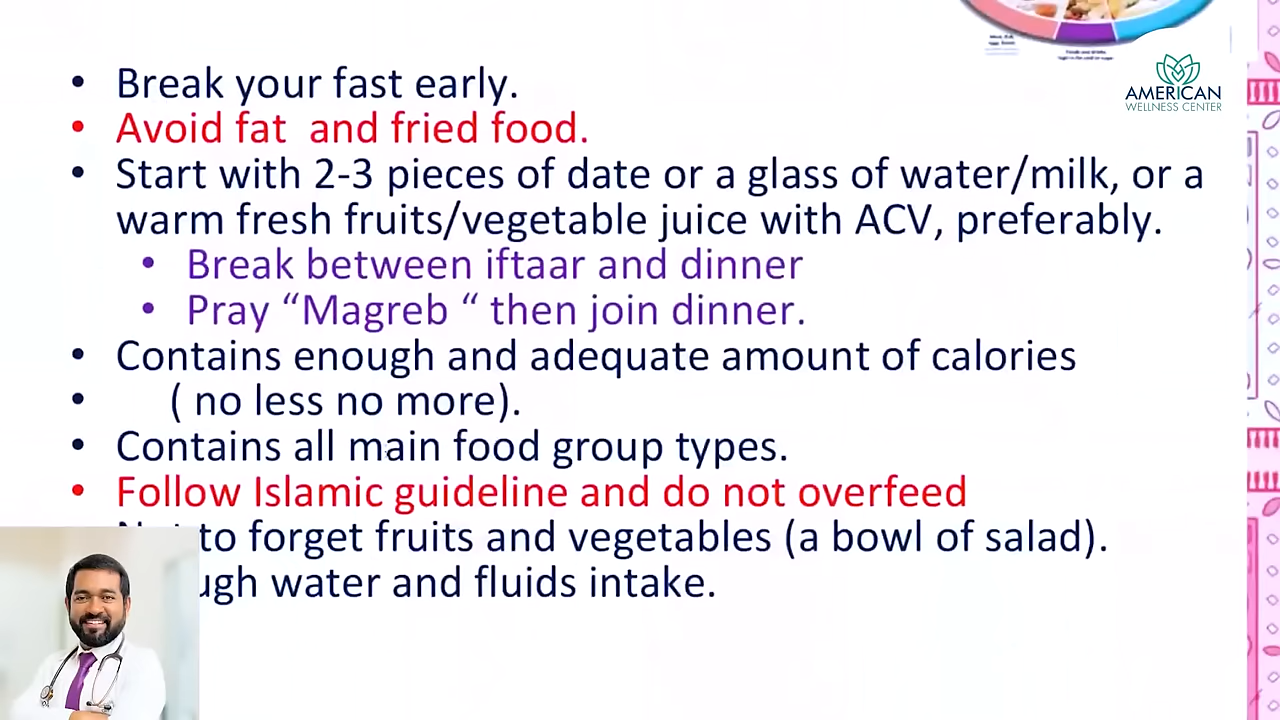 AMERICAN
WELLNESS CENTER
• Break your fast early.
• Avoid fat  and fried food.
• Start with 2-3 pieces of date or a glass of water/milk, or a
warm fresh fruits/vegetable juice with ACV, preferably.
• Break between iftaar and dinner
• Pray “Magreb “ then join dinner.
• Contains enough and adequate amount of calories
• ( no less no more).
• Contains all main food group types.
• Follow Islamic guideline and do not overfeed
to forget fruits and vegetables (a bowl of salad).
water and fluids intake.